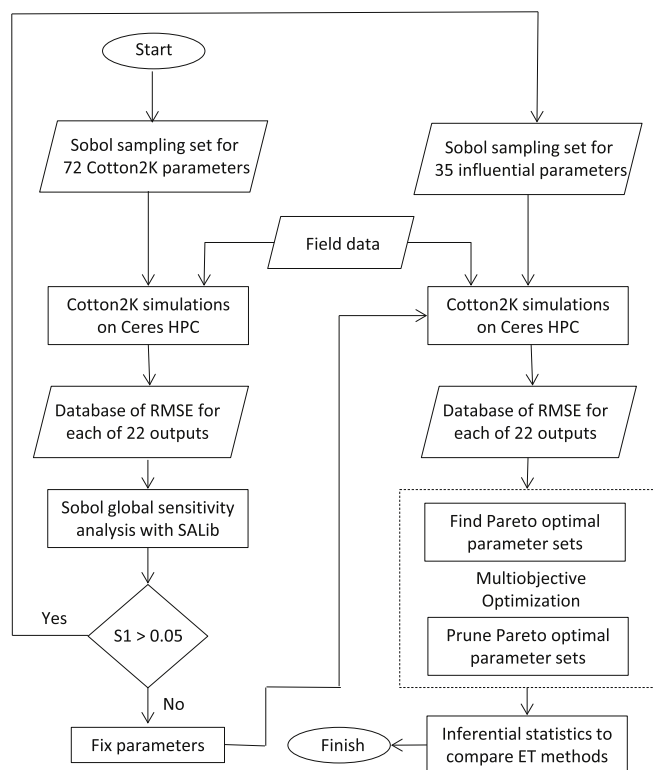 Start
Sobol sampling set for
72 Cotton2K parameters
Sobol sampling set for
35 influential parameters
Field data
Cotton2K simulations
on Ceres HPC
Cotton2K simulations
on Ceres HPC
Database of RMSE for
each of 22 outputs
Database of RMSE for
each of 22 outputs
Sobol global sensitivity
analysis with SALib
Find Pareto optimal
parameter sets
Multiobjective
Optimization
Yes
S1 > 0.05
Prune Pareto optimal
parameter sets
No
Fix parameters
Finish
Inferential statistics to
compare ET methods